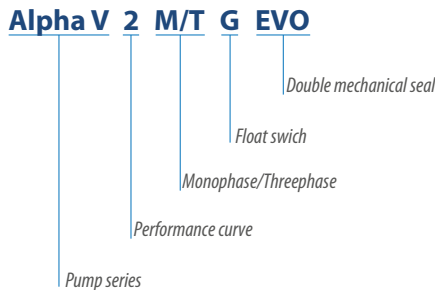 Alpha V 2 M/T G EVO
Double mechanical seal
Float swich
Monophase/Threephase
Performance curve
Pump series